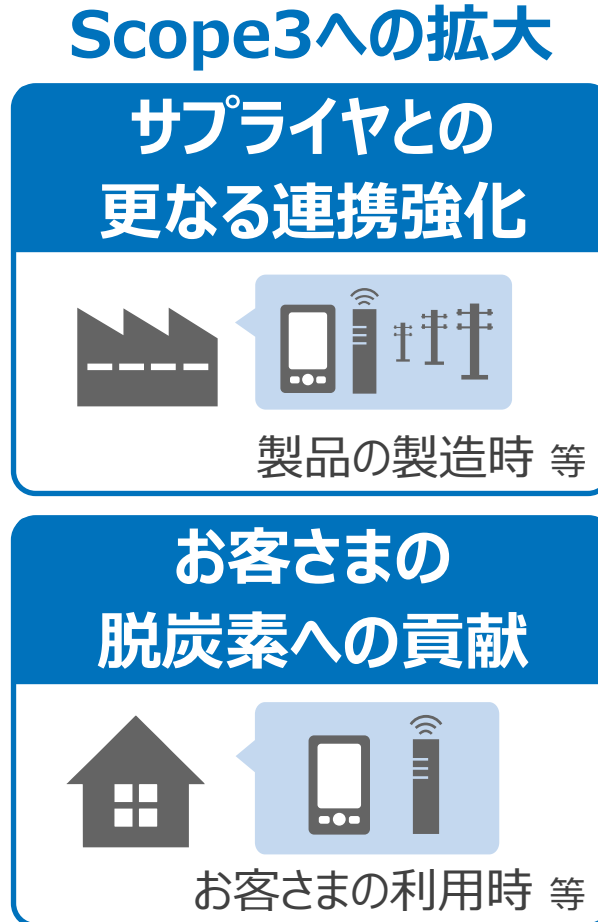 Scope3への拡大
サプライヤとの
更なる連携強化
製品の製造時 等
お客さまの
脱炭素への貢献
お客さまの利用時 等